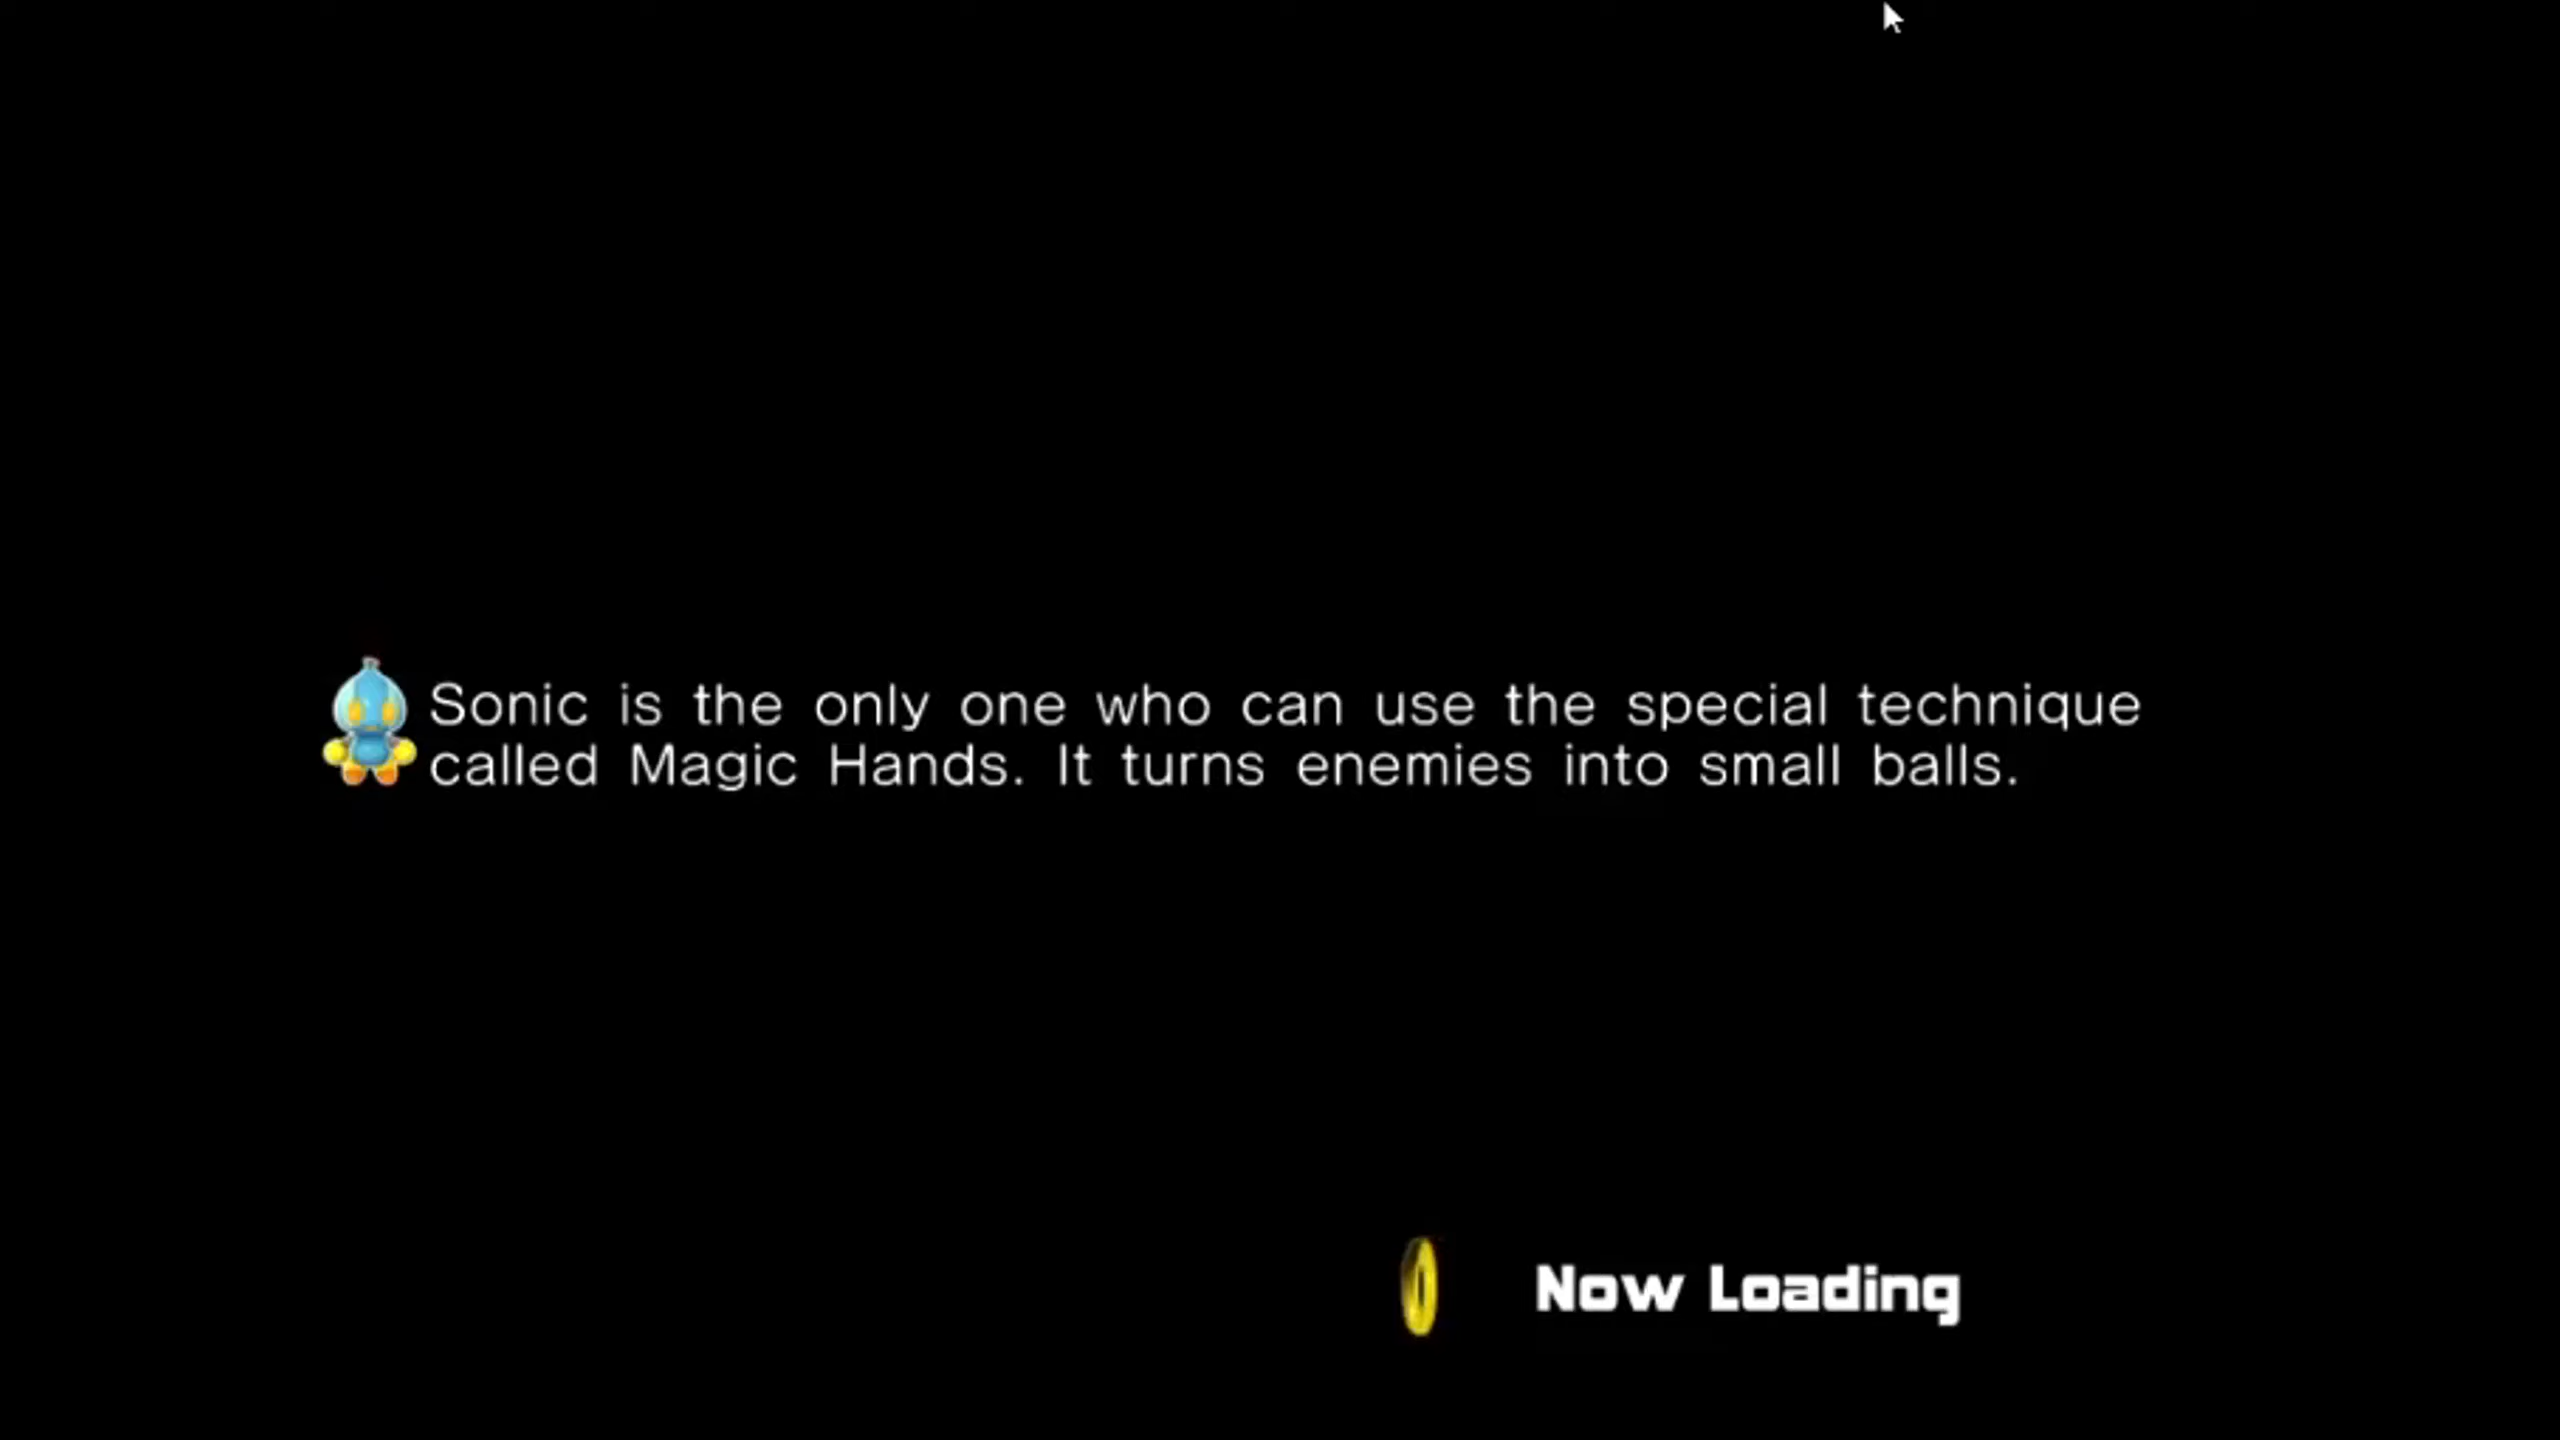 Sonic is the only one who can use the special technique
called Magic Hands. It turns enemies into small balls.
Now Loading